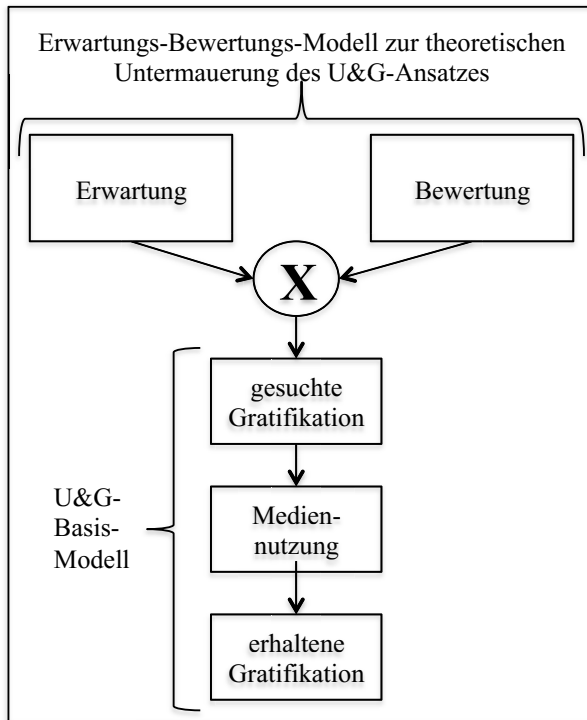 Erwartungs-Bewertungs-Modell zur theoretischen
Untermauerung des U&G-Ansatzes
Erwartung
Bewertung
X
gesuchte
Gratifikation
U&G-
Basis-
Modell
Medien-
nutzung
erhaltene
Gratifikation